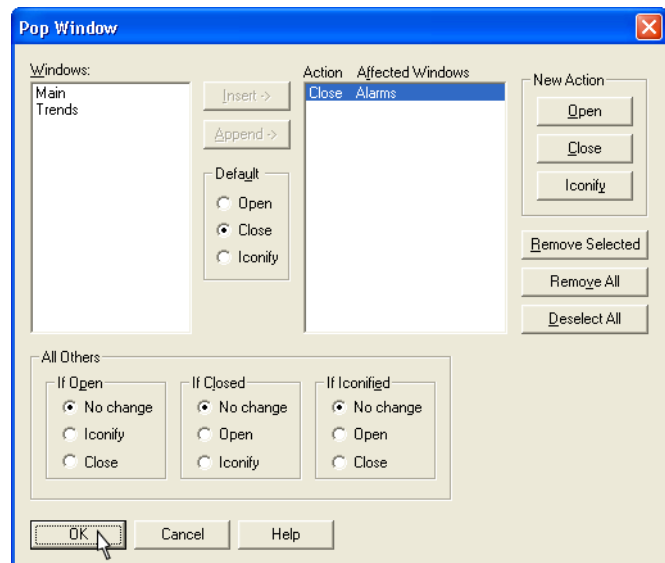 Pop Window
Windows:
Main
Trends
Insert ->
Append ->
Default
Open
Close
Iconify
Action Affected Windows
Close Alarms
New Action
Open
Close
Iconify
Remove Selected
Remove All
Deselect All
All Others
If Open
No change
Iconify
Close
If Closed
No change
Open
Iconify
If Iconified
No change
Open
Close
OK
Cancel
Help